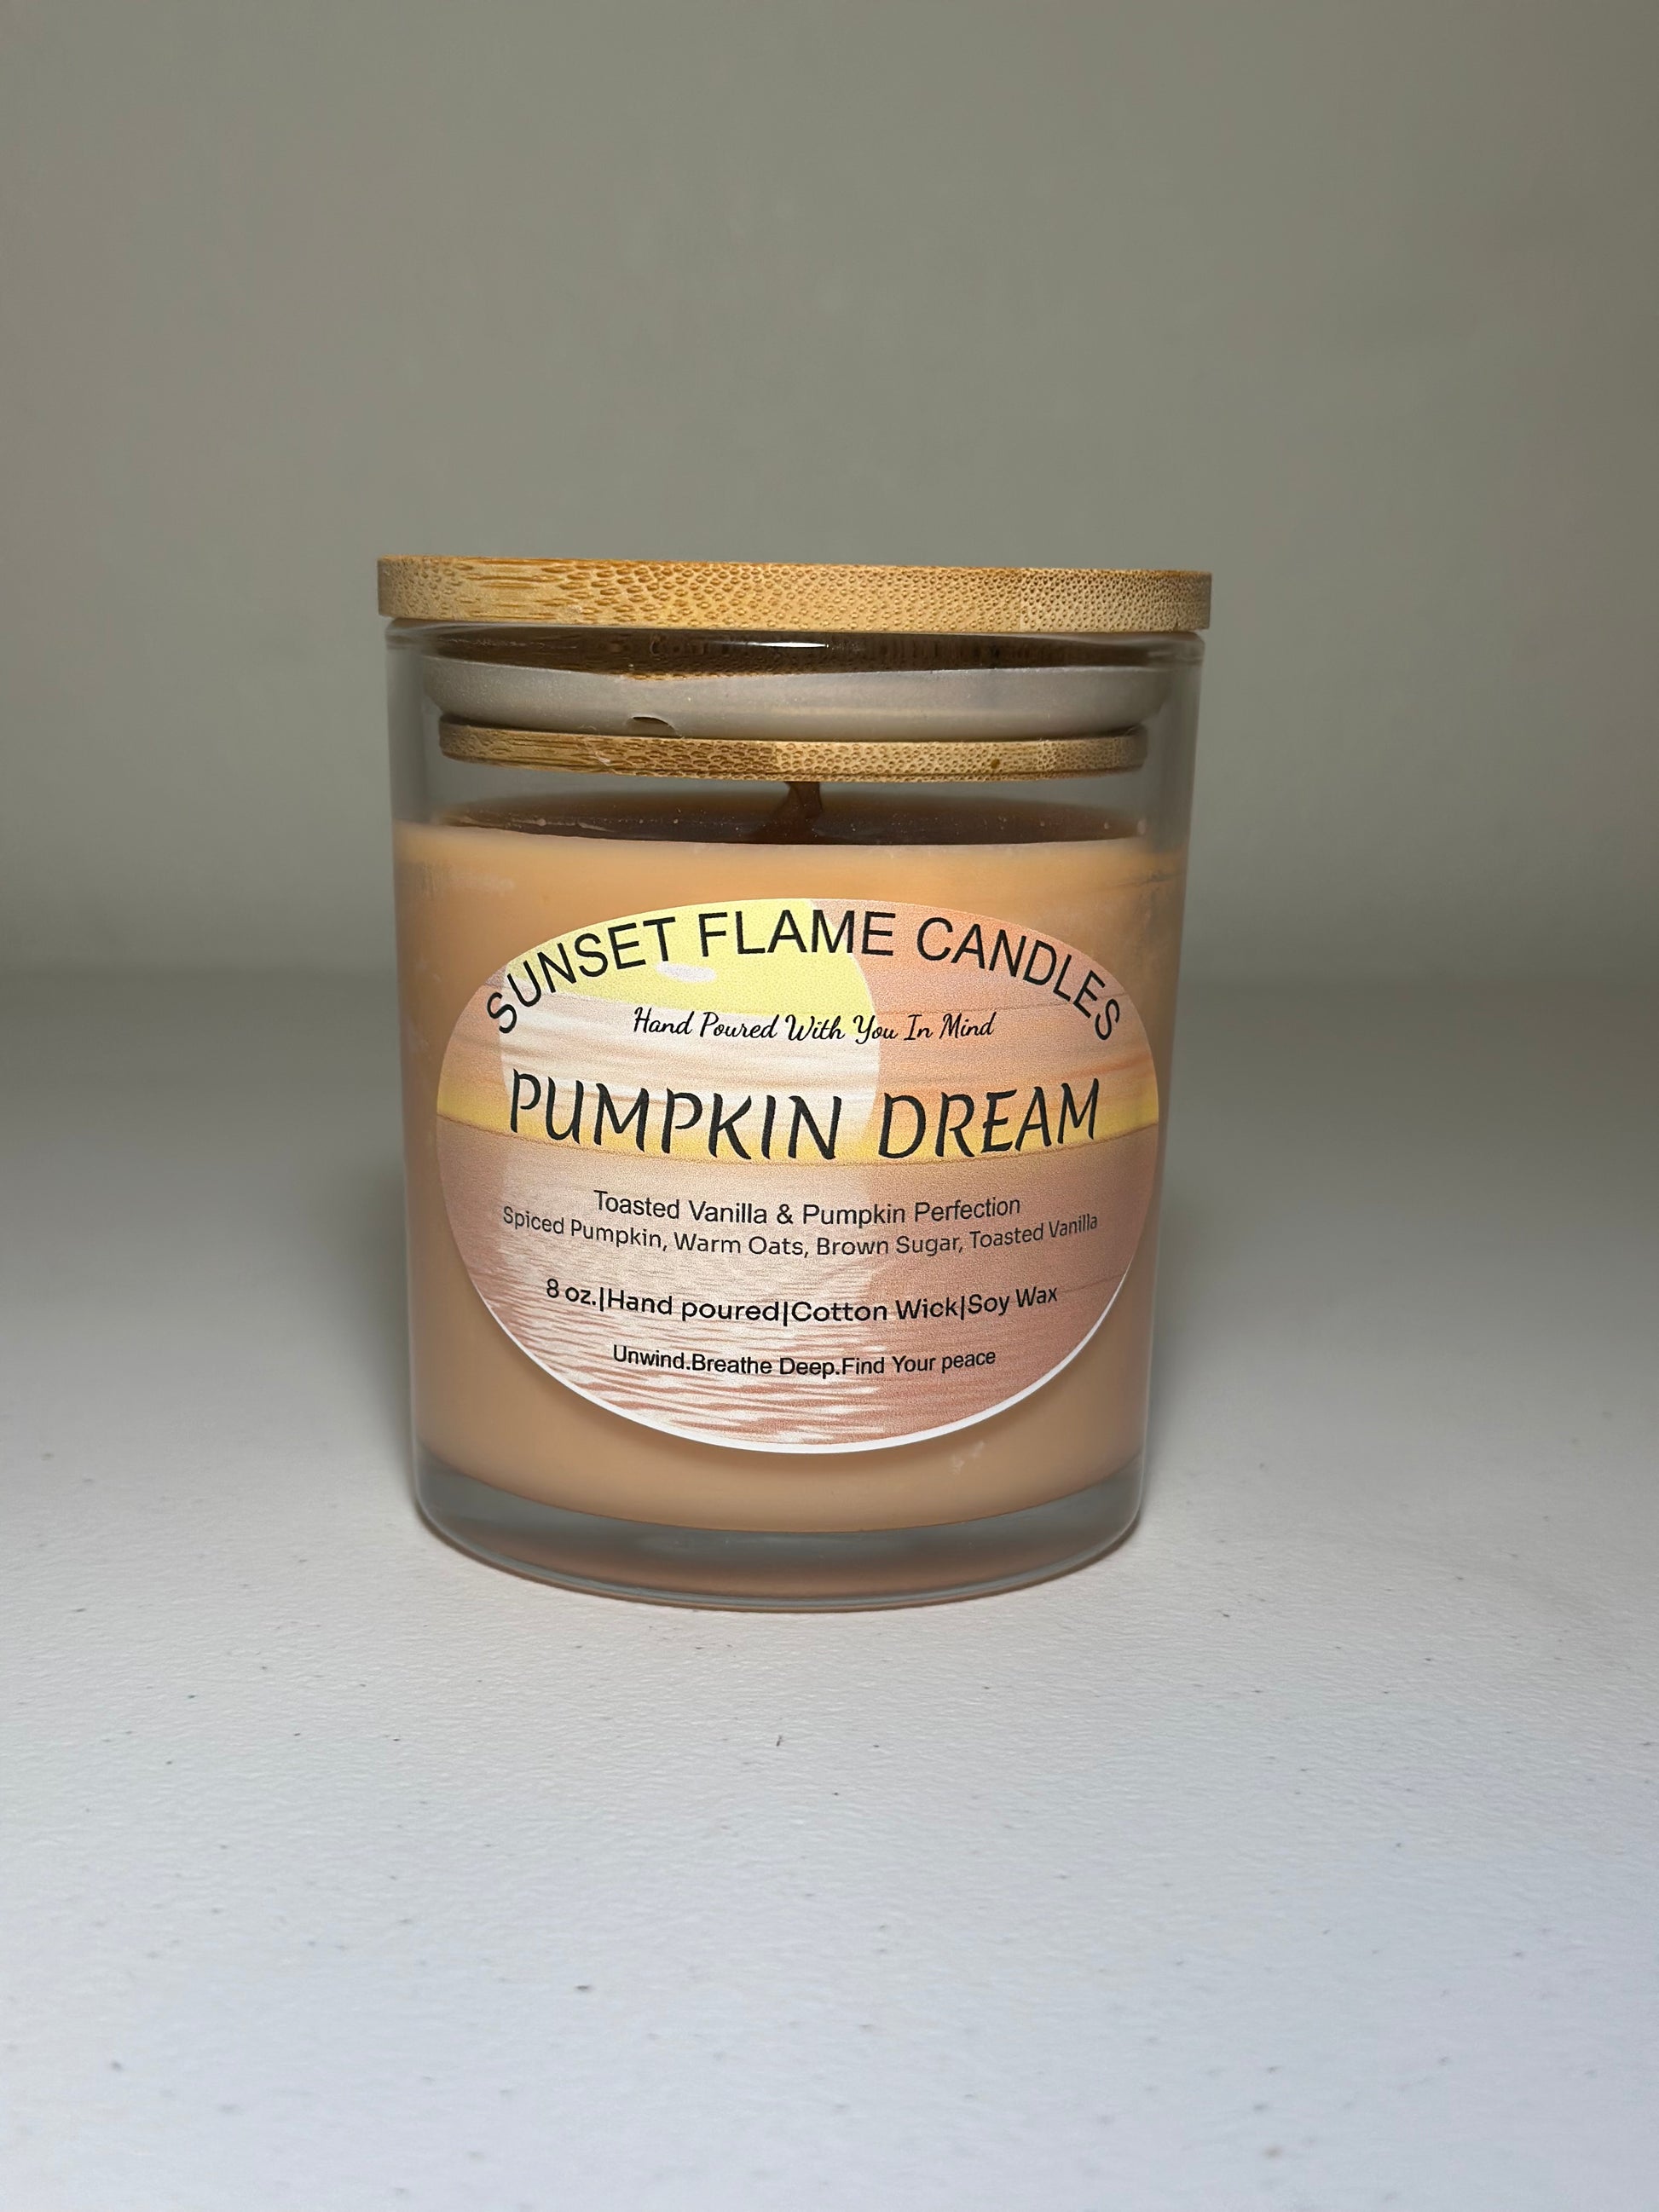 SUNSET FLAME CANDLES
Hand Poured With You In Mind
PUMPKIN DREAM
Toasted Vanilla & Pumpkin Perfection
Spiced Pumpkin, Warm Oats, Brown Sugar, Toasted Vanilla
8 oz.|Hand poured|Cotton Wick|Soy Wax
Unwind.Breathe Deep.Find Your peace